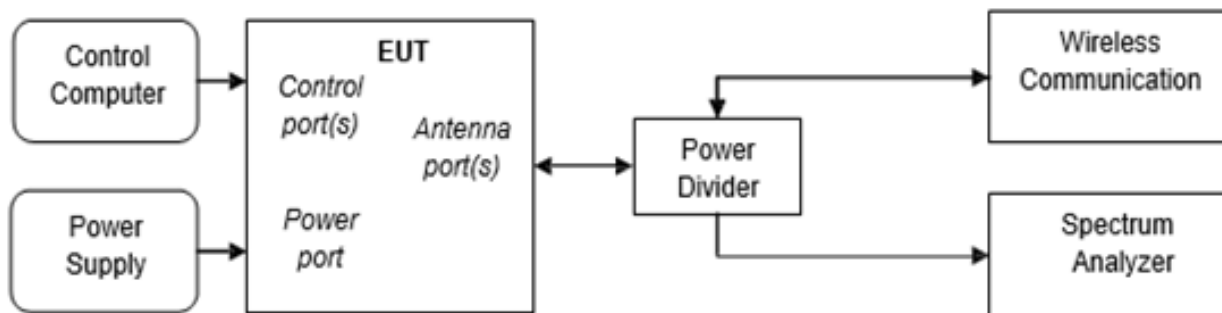 Control
Computer
Power
Supply
EUT
Control
port(s)
Antenna
port(s)
Power
port
Power
Divider
Wireless
Communication
Spectrum
Analyzer